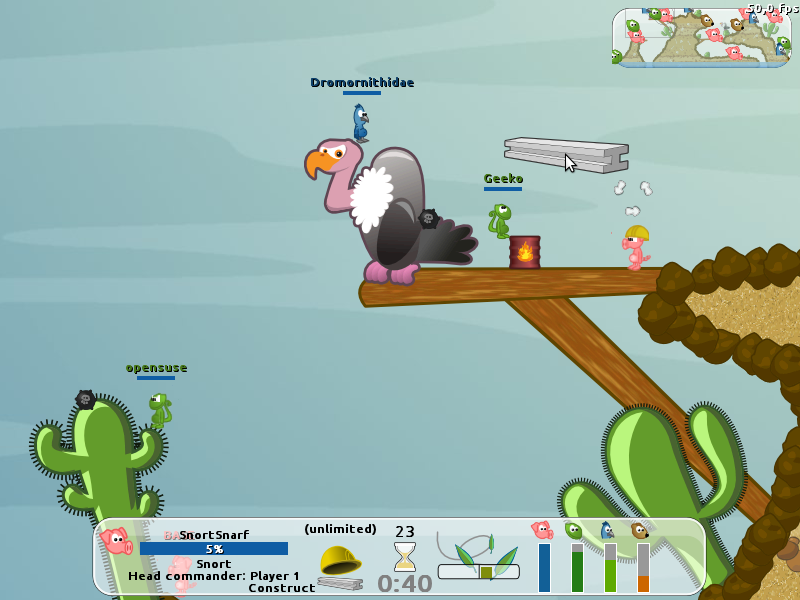 50.0 fps
Dromornithidae
Geeko
opensuse
SnortSnarf
(unlimited)
23
5%
Snort
Head commander: Player 1
0:40
Construct